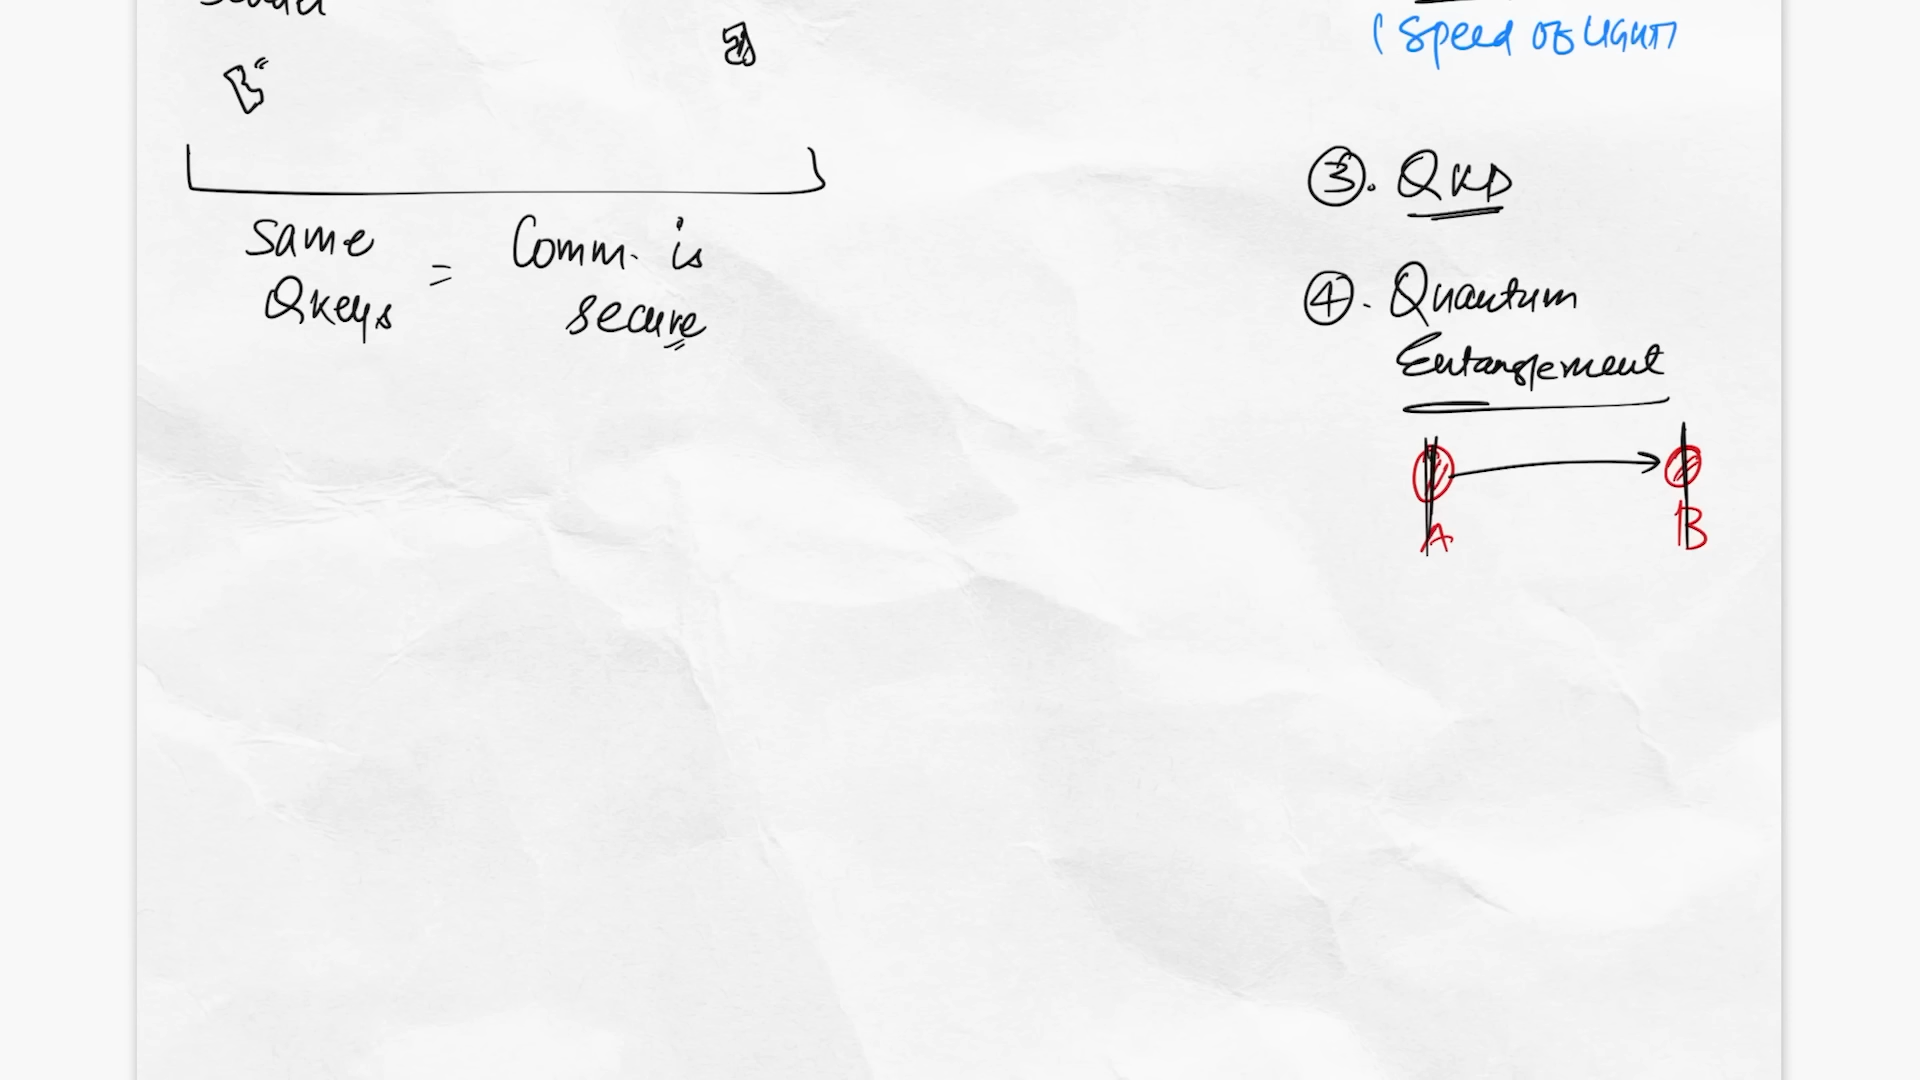 Same
Qkeys
=
Comm. is
secure
(Speed OF LIGHT)
③. QKD
④. Quantum
Entanglement
A
B